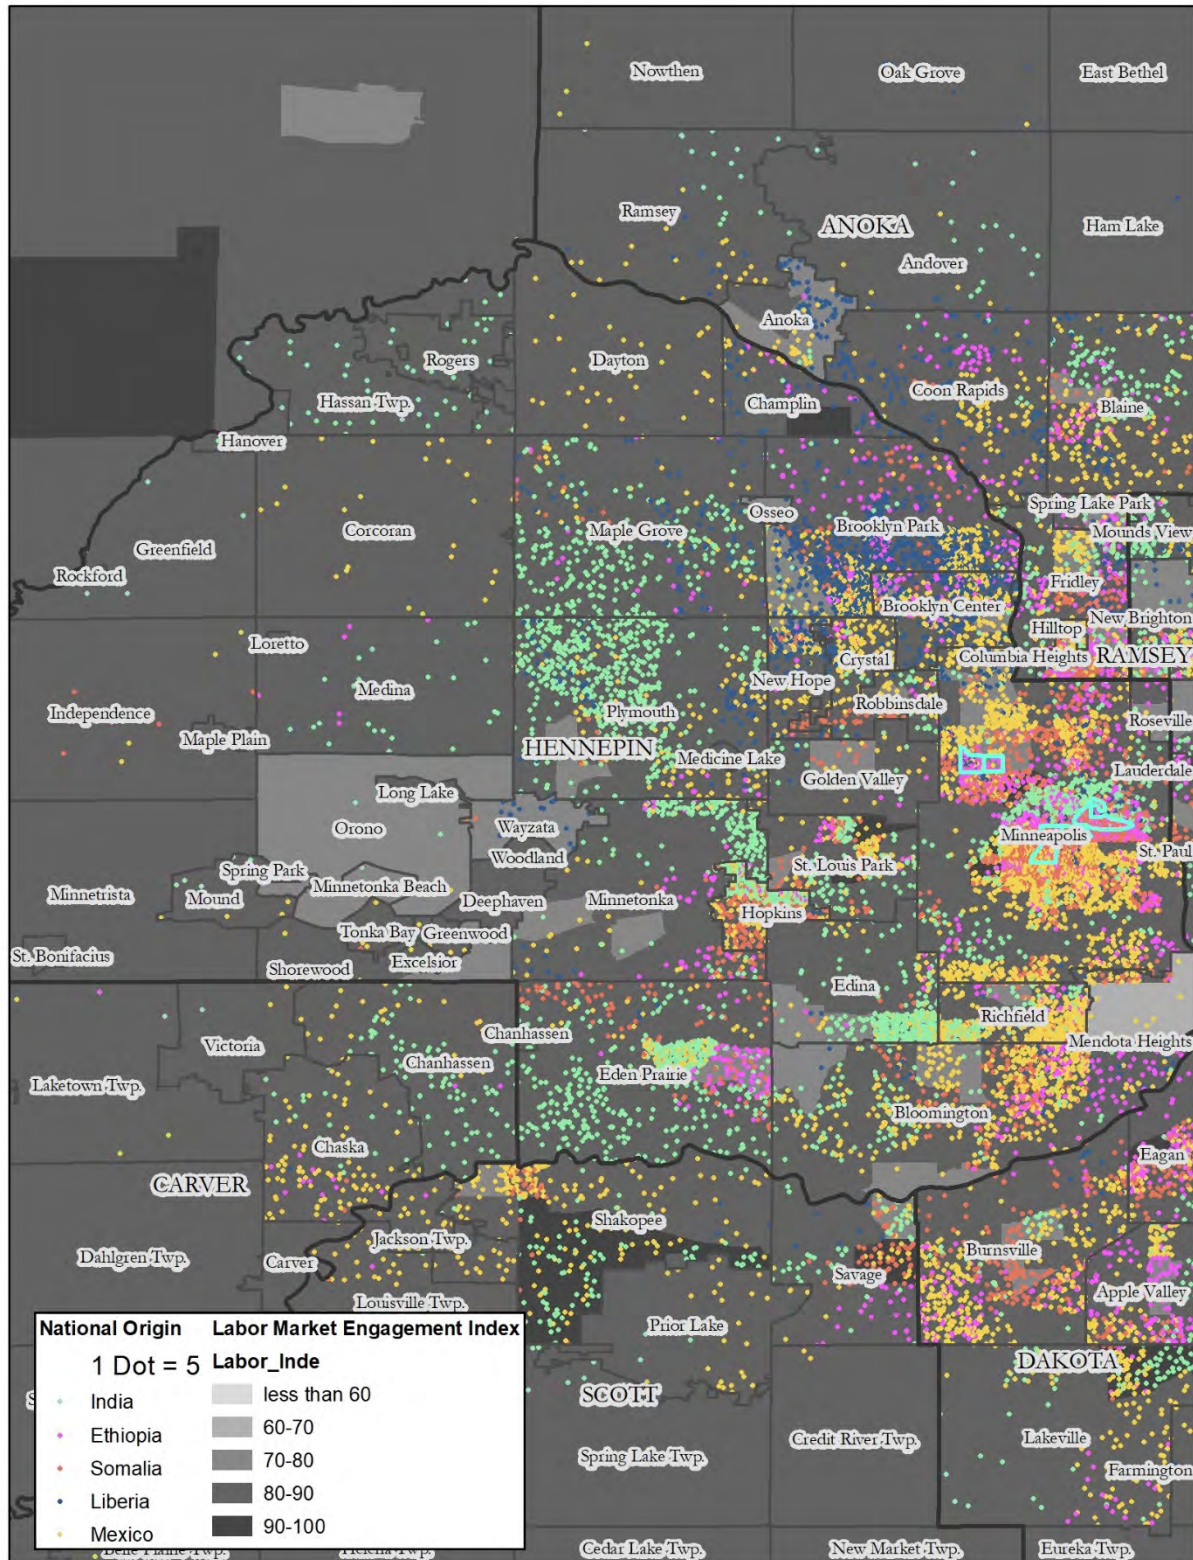 Nowthen
Oak Grove
East Bethel
Ramsey
ANOKA
Ham Lake
Andover
Anoka
Rogers
Dayton
Coon Rapids
Hassan Twp.
Champlin
Blaine
Hanover
Spring Lake Park
Osseo
Corcoran
Maple Grove
Brooklyn Park
Mounds View
Greenfield
Rockford
Fridley
Brooklyn Center
New Brighton
Hilltop
Loretto
Crystal
Columbia Heights
RAMSEY
Medina
New Hope
Robbinsdale
Independence
Plymouth
Roseville
Maple Plain
HENNEPIN
Medicine Lake
Golden Valley
Lauderdale
Long Lake
Orono
Wayzata
Minneapolis
Woodland
St. Louis Park
St. Paul
Spring Park
Minnetonka Beach
Minnetrista
Mound
Deephaven
Minnetonka
Hopkins
Tonka Bay
Greenwood
St. Bonifacius
Shorewood
Excelsior
Edina
Richfield
Chanhassen
Victoria
Mendota Heights
Chanhassen
Laketown Twp.
Eden Prairie
Bloomington
Chaska
Eagan
CARVER
Shakopee
Jackson Twp.
Dahlgren Twp.
Carver
Burnsville
Savage
Apple Valley
Louisville Twp.
Prior Lake
DAKOTA
SCOTT
Lakeville
Credit River Twp.
Spring Lake Twp.
Farmington
Cedar Lake Twp.
New Market Twp.
Eureka Twp.
National Origin
1 Dot = 5
India
Ethiopia
Somalia
Liberia
Mexico
Labor Market Engagement Index
Labor_Inde
less than 60
60-70
70-80
80-90
90-100